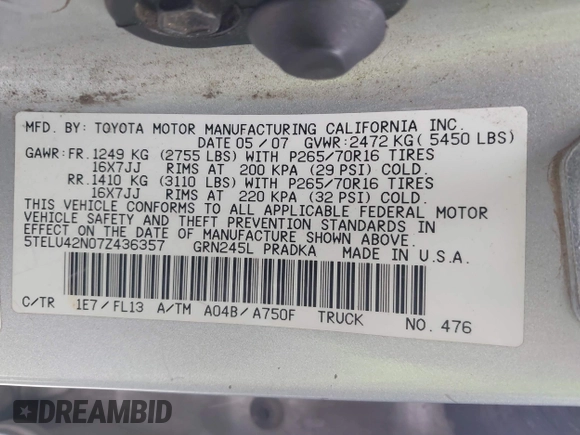 MFD. BY: TOYOTA MOTOR MANUFACTURING CALIFORNIA INC.
DATE 05/07 GVWR: 2472 KG ( 5450 LBS)
GAWR: FR. 1249 KG (2755 LBS) WITH P265/70R16 TIRES
16X7JJ RIMS AT 200 KPA (29 PSI) COLD.
RR. 1410 KG (3110 LBS) WITH P265/70R16 TIRES
16X7JJ RIMS AT 220 KPA (32 PSI) COLD.
THIS VEHICLE CONFORMS TO ALL APPLICABLE FEDERAL MOTOR
VEHICLE SAFETY AND THEFT PREVENTION STANDARDS IN
EFFECT ON THE DATE OF MANUFACTURE SHOWN ABOVE.
5TELU42N07Z436357 GRN245L PRADKA MADE IN U.S.A.
C/TR 1E7/FL13 A/TM A04B/A750F TRUCK NO. 476
DREAMBID